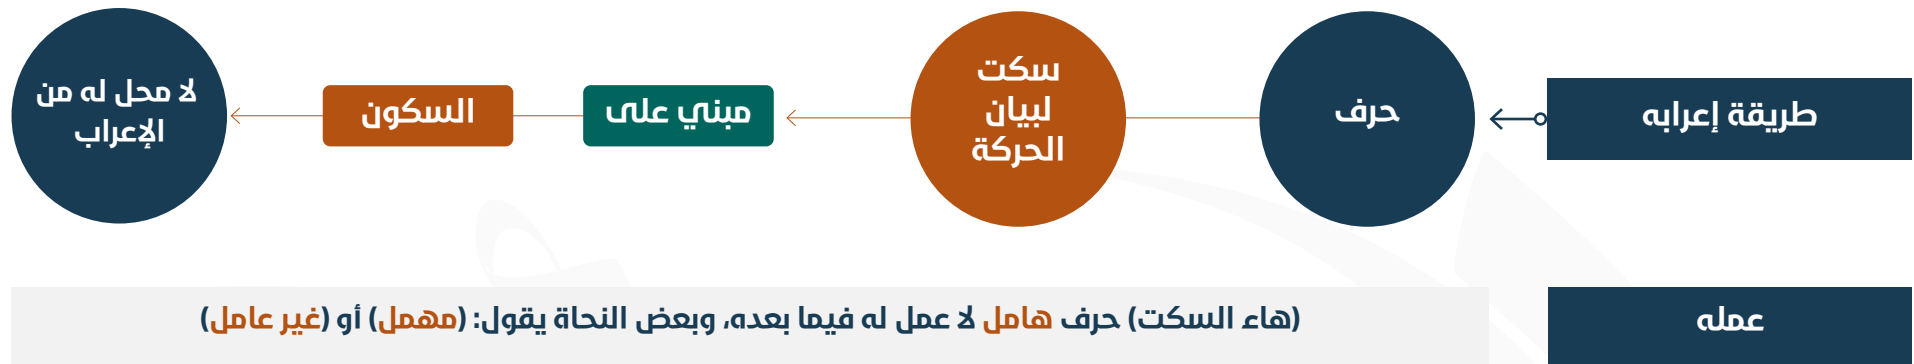 طريقة إعرابه
حرف
سكت
لبيان
الحركة
مبني على
السكون
لا محل له من
الإعراب
عمله
(هاء السكت) حرف هامل لا عمل له فيما بعده، وبعض النحاة يقول: (مهمل) أو (غير عامل)